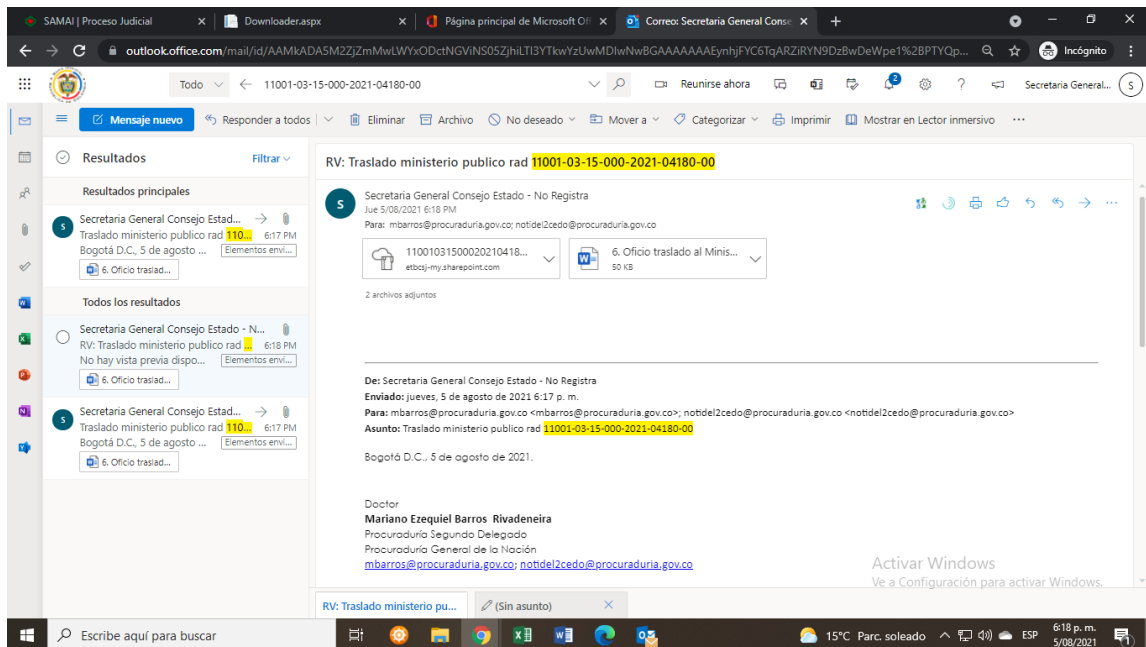 SAMAI | Proceso Judicial
Downloader.aspx
Página principal de Microsoft Off
Correo: Secretaria General Conse
outlook.office.com/mail/id/AAMkADA5M2ZjZmMwLWYxODctNGViNS05ZjhiLTI3YTkwYzUwMDIwNwBGAAAAAAAEynhjFYC6TqARZiRYN9DzBwDeWpe1%2BPTYQp...
Incógnito
Todo
11001-03-15-000-2021-04180-00
Reunirse ahora
2
Secretaria General...
S
Mensaje nuevo
Responder a todos
Eliminar
Archivo
No deseado
Mover a
Categorizar
Imprimir
Mostrar en Lector inmersivo
Resultados
Filtrar
Resultados principales
S
Secretaria General Consejo Estad...
Traslado ministerio publico rad 110... 6:17 PM
Bogotá D.C., 5 de agosto ... Elementos envi...
6. Oficio traslad...
Todos los resultados
Secretaria General Consejo Estado - N...
RV: Traslado ministerio publico rad ... 6:18 PM
No hay vista previa dispo... Elementos envi...
6. Oficio traslad...
S
Secretaria General Consejo Estad...
Traslado ministerio publico rad 110... 6:17 PM
Bogotá D.C., 5 de agosto ... Elementos envi...
6. Oficio traslad...
RV: Traslado ministerio publico rad 11001-03-15-000-2021-04180-00
S
Secretaria General Consejo Estado - No Registra
Jue 5/08/2021 6:18 PM
Para: mbarros@procuraduria.gov.co; notidel2cedo@procuraduria.gov.co
11001031500020210418...
etbcsj-my.sharepoint.com
6. Oficio traslado al Minis...
50 KB
2 archivos adjuntos
De: Secretaria General Consejo Estado - No Registra
Enviado: jueves, 5 de agosto de 2021 6:17 p. m.
Para: mbarros@procuraduria.gov.co <mbarros@procuraduria.gov.co>; notidel2cedo@procuraduria.gov.co <notidel2cedo@procuraduria.gov.co>
Asunto: Traslado ministerio publico rad 11001-03-15-000-2021-04180-00
Bogotá D.C., 5 de agosto de 2021.
Doctor
Mariano Ezequiel Barros Rivadeneira
Procuraduría Segundo Delegado
Procuraduría General de la Nación
mbarros@procuraduria.gov.co; notidel2cedo@procuraduria.gov.co
Activar Windows
Ve a Configuración para activar Windows.
RV: Traslado ministerio pu...
(Sin asunto)
Escribe aquí para buscar
15°C Parc. soleado
ESP
6:18 p. m.
5/08/2021
1